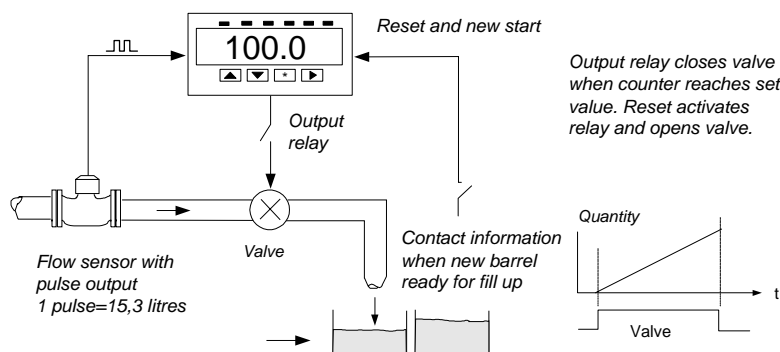 100.0
*
Reset and new start
Output relay closes valve
when counter reaches set
value. Reset activates
relay and opens valve.
Output
relay
Valve
Flow sensor with
pulse output
1 pulse=15,3 litres
Contact information
when new barrel
ready for fill up
Quantity
t
Valve